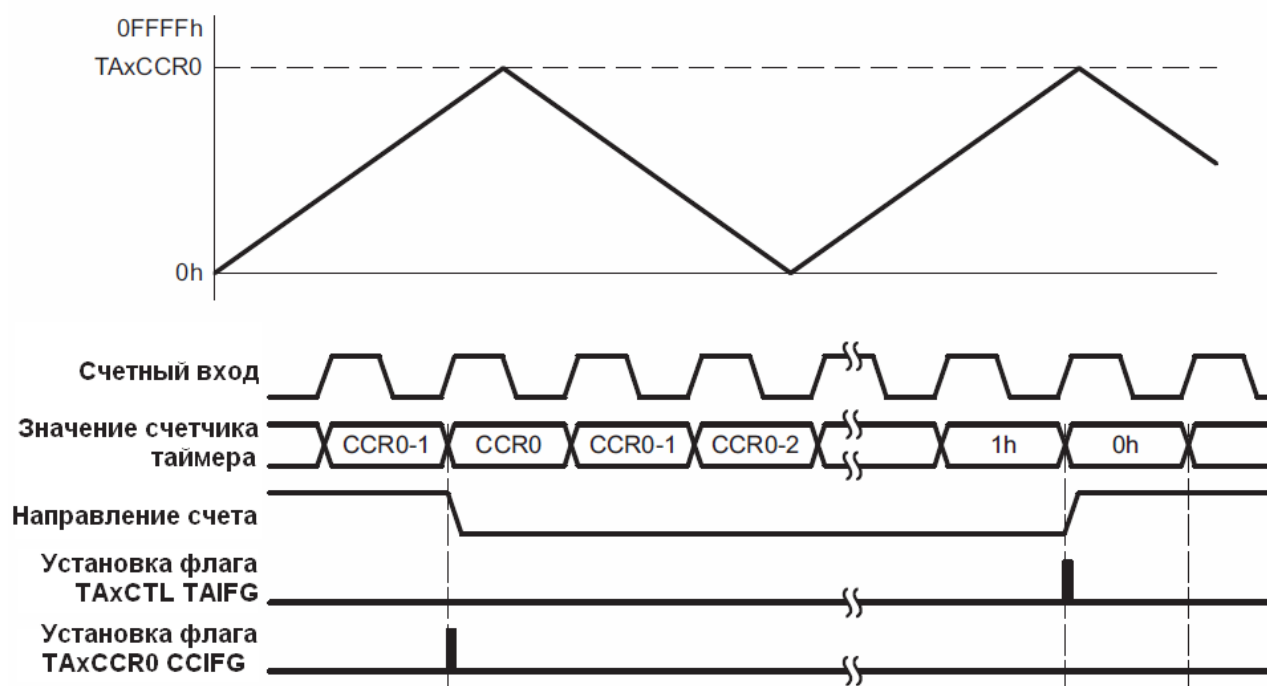 0FFFFh
TAxCCR0
0h
Счетный вход
Значение счетчика
таймера
CCR0-1 CCR0 CCR0-1 CCR0-2 1h 0h
Направление счета
Установка флага
TAxCTL TAIFG
Установка флага
TAxCCR0 CCIFG